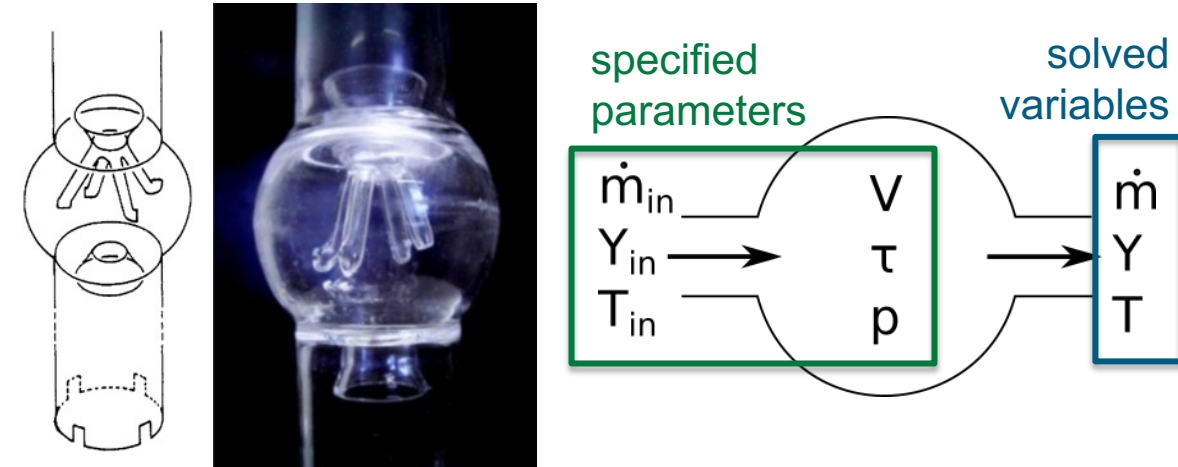 specified
parameters
solved
variables
ṁin
Yin
Tin
V
τ
p
ṁ
Y
T